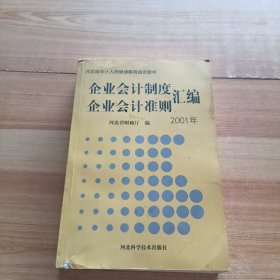 河北省会计人员继续教育指定教材
企业会计制度
企业会计准则
汇编
2001年
河北省财政厅 编
河北科学技术出版社